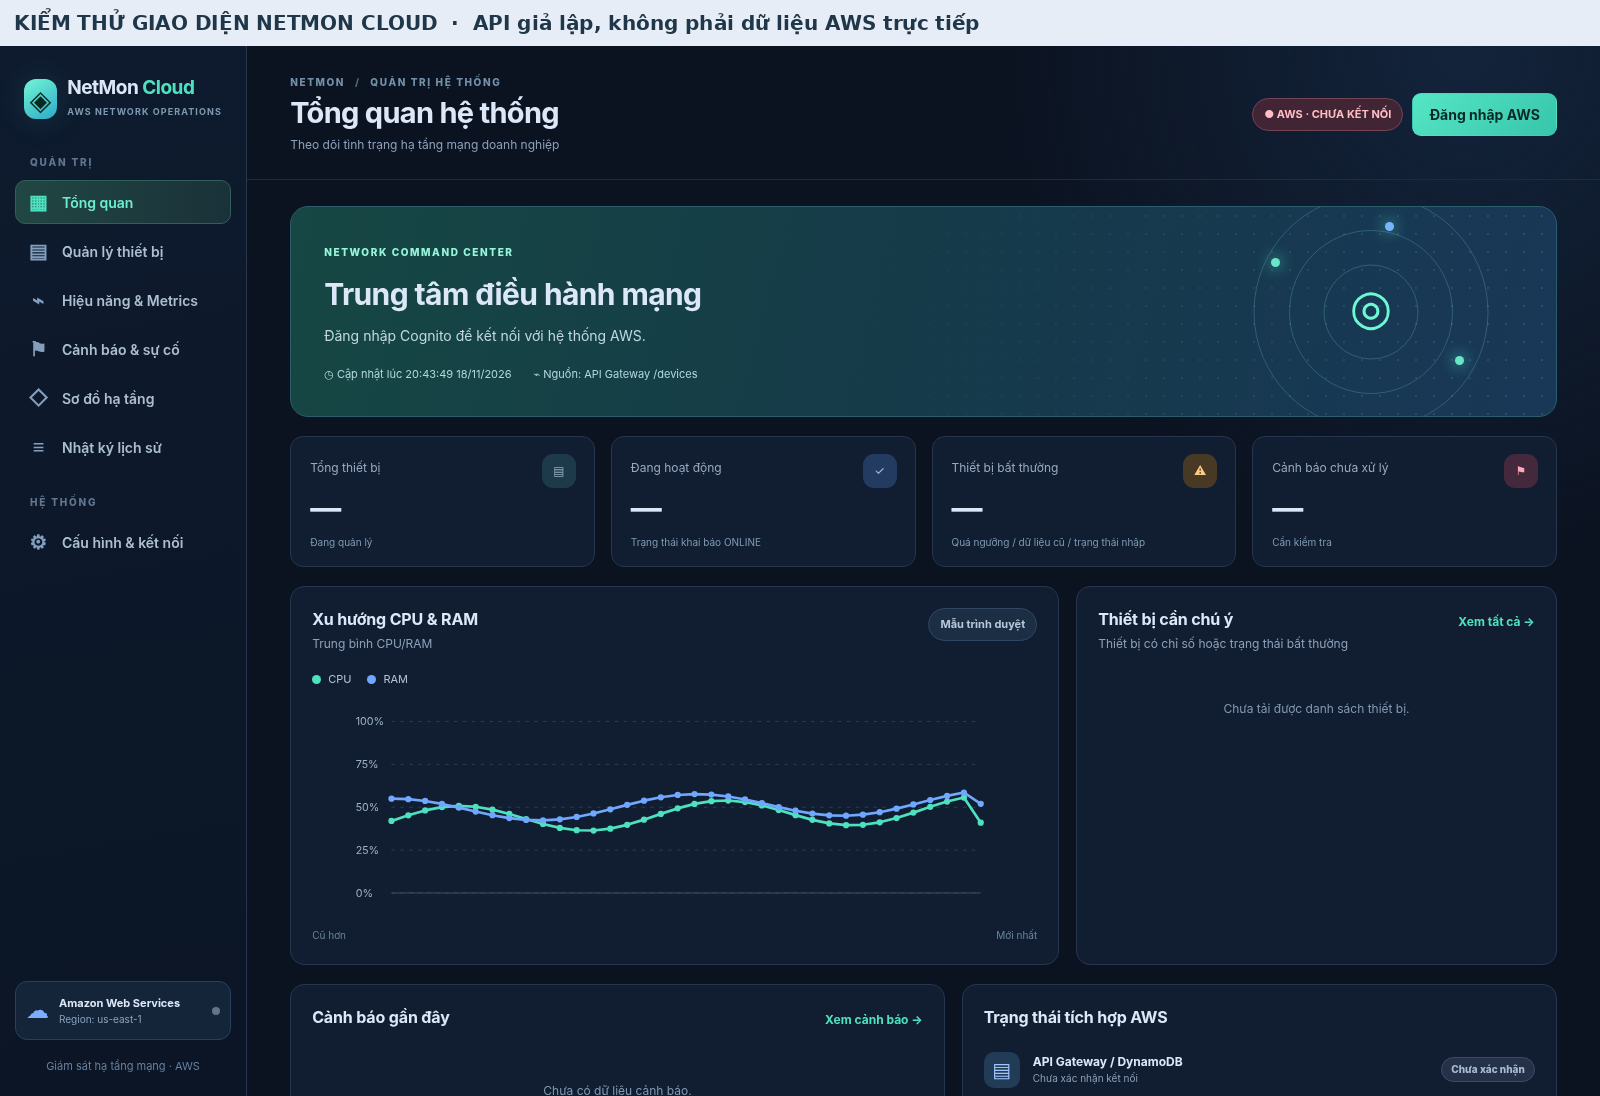 KIỂM THỬ GIAO DIỆN NETMON CLOUD · API giả lập, không phải dữ liệu AWS trực tiếp
NetMon Cloud
AWS NETWORK OPERATIONS
QUẢN TRỊ
Tổng quan
Quản lý thiết bị
Hiệu năng & Metrics
Cảnh báo & sự cố
Sơ đồ hạ tầng
Nhật ký lịch sử
HỆ THỐNG
Cấu hình & kết nối
Amazon Web Services
Region: us-east-1
Giám sát hạ tầng mạng · AWS
NETMON / QUẢN TRỊ HỆ THỐNG
Tổng quan hệ thống
Theo dõi tình trạng hạ tầng mạng doanh nghiệp
AWS · CHƯA KẾT NỐI
Đăng nhập AWS
NETWORK COMMAND CENTER
Trung tâm điều hành mạng
Đăng nhập Cognito để kết nối với hệ thống AWS.
Cập nhật lúc 20:43:49 18/11/2026
Nguồn: API Gateway /devices
Tổng thiết bị
—
Đang quản lý
Đang hoạt động
—
Trạng thái khai báo ONLINE
Thiết bị bất thường
—
Quá ngưỡng / dữ liệu cũ / trạng thái nhập
Cảnh báo chưa xử lý
—
Cần kiểm tra
Xu hướng CPU & RAM
Trung bình CPU/RAM
Mẫu trình duyệt
CPU
RAM
100%
75%
50%
25%
0%
Cũ hơn
Mới nhất
Thiết bị cần chú ý
Xem tất cả →
Thiết bị có chỉ số hoặc trạng thái bất thường
Chưa tải được danh sách thiết bị.
Cảnh báo gần đây
Xem cảnh báo →
Chưa có dữ liệu cảnh báo.
Trạng thái tích hợp AWS
API Gateway / DynamoDB
Chưa xác nhận kết nối
Chưa xác nhận